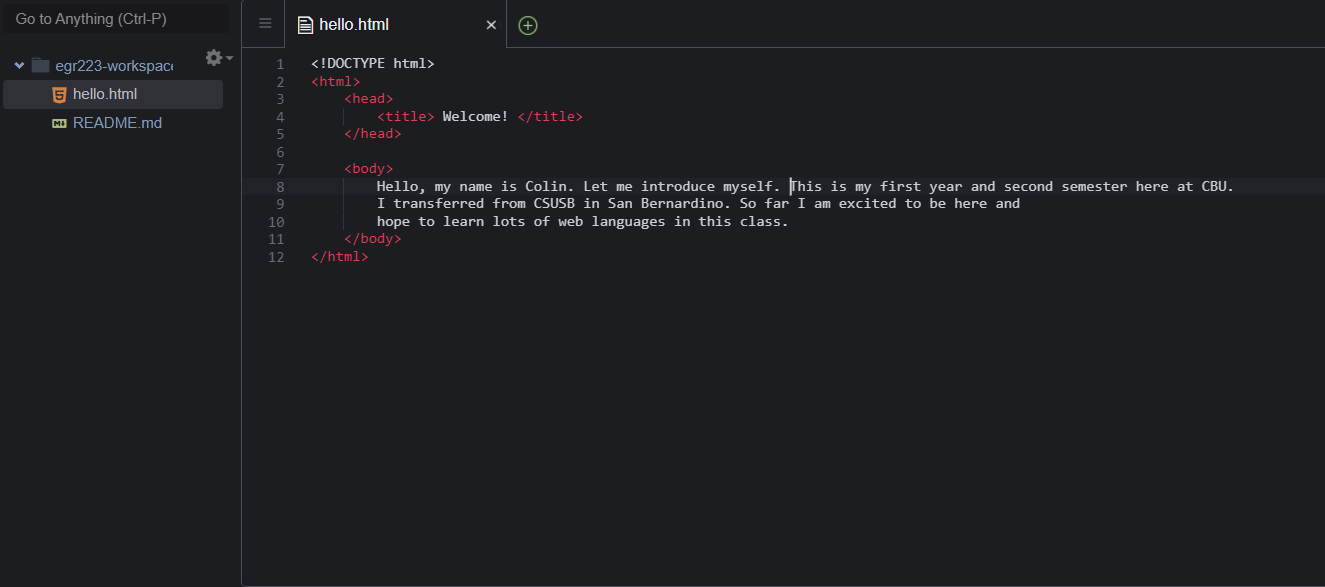 Go to Anything (Ctrl-P)
egr223-workspace
hello.html
README.md
hello.html
1 <!DOCTYPE html>
2 <html>
3 <head>
4 <title> Welcome! </title>
5 </head>
6
7 <body>
8 Hello, my name is Colin. Let me introduce myself. This is my first year and second semester here at CBU.
9 I transferred from CSUSB in San Bernardino. So far I am excited to be here and
10 hope to learn lots of web languages in this class.
11 </body>
12 </html>